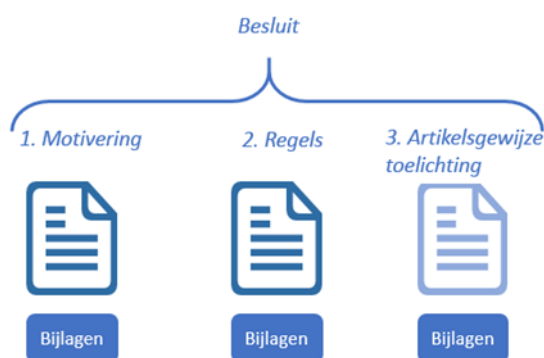 Besluit
1. Motivering
2. Regels
3. Artikelsgewijze
toelichting
Bijlagen
Bijlagen
Bijlagen